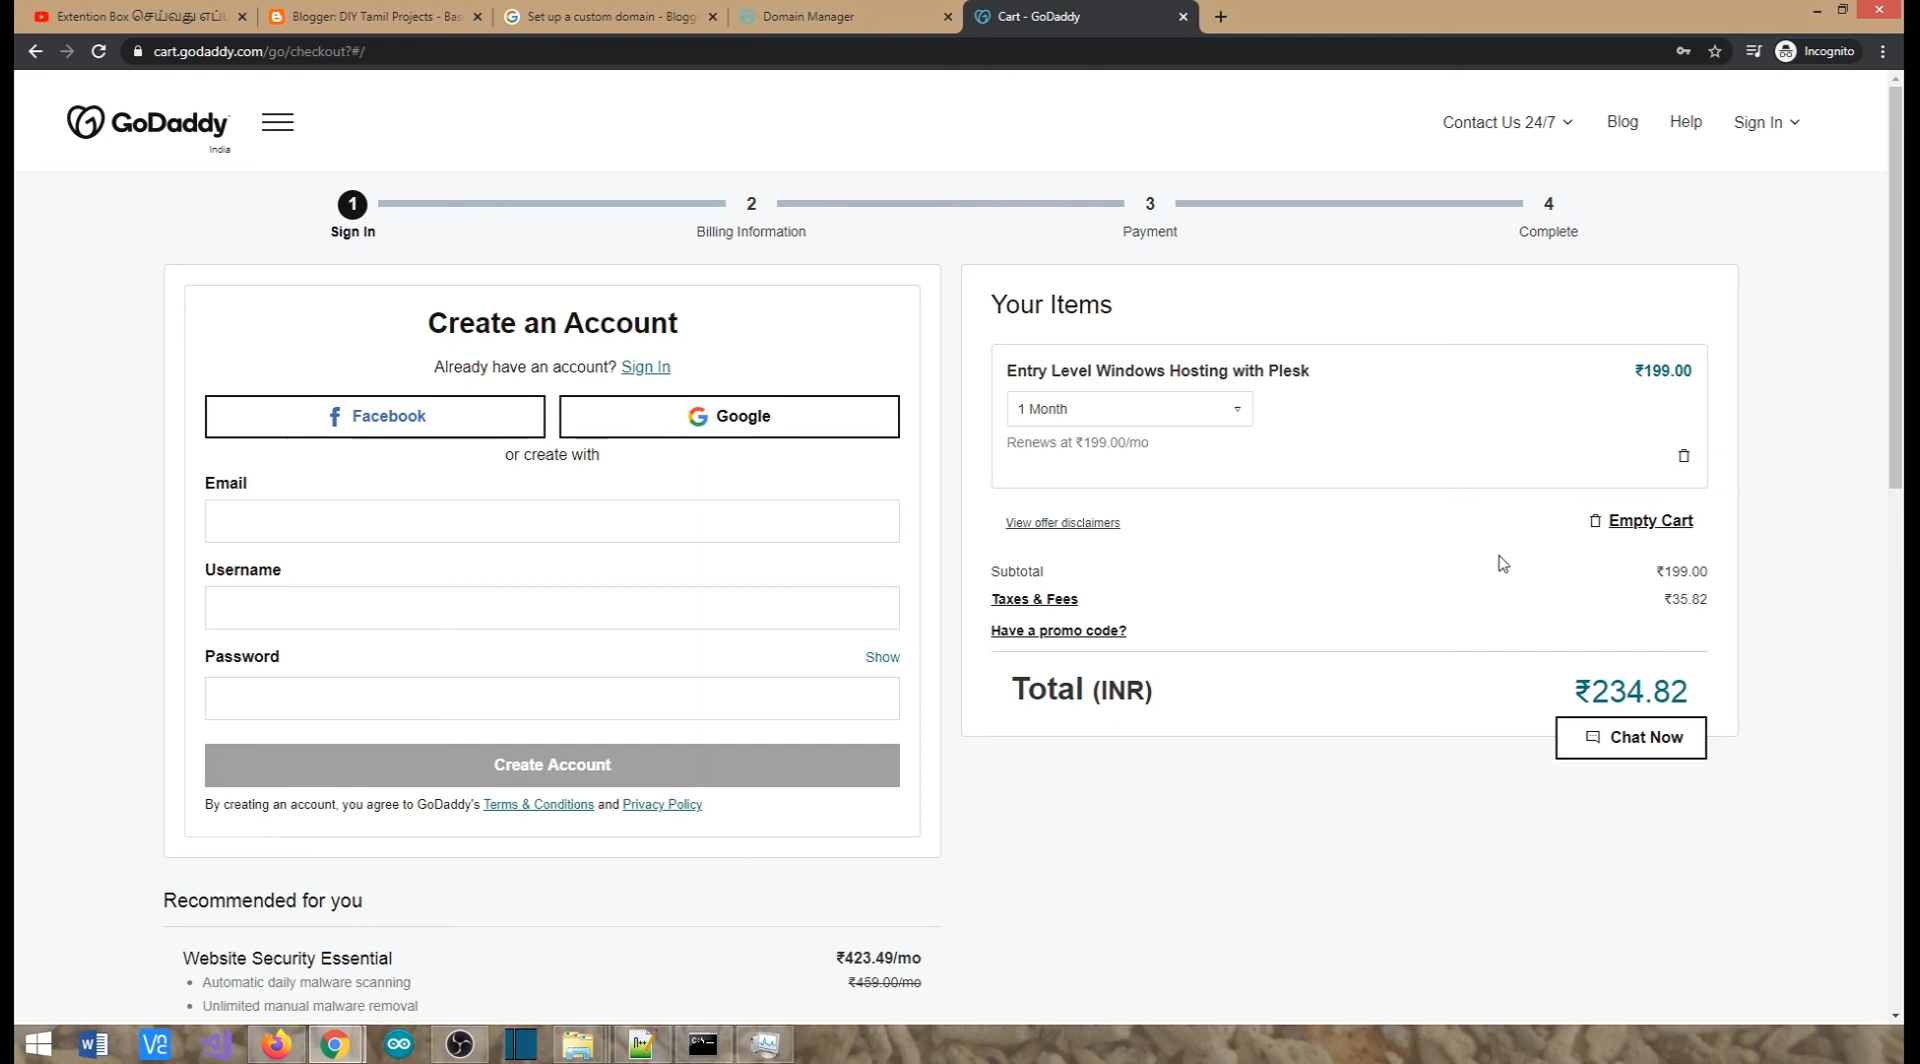 Extention Box செய்வது எப்ப
Blogger: DIY Tamil Projects - Bas
Set up a custom domain - Blogg
Domain Manager
Cart - GoDaddy
cart.godaddy.com/go/checkout?#/
Incognito
GoDaddy
India
Contact Us 24/7
Blog
Help
Sign In
1
2
3
4
Sign In
Billing Information
Payment
Complete
Create an Account
Already have an account? Sign In
Facebook
Google
or create with
Email
Username
Password
Show
Create Account
By creating an account, you agree to GoDaddy's Terms & Conditions and Privacy Policy
Your Items
Entry Level Windows Hosting with Plesk
₹199.00
1 Month
Renews at ₹199.00/mo
View offer disclaimers
Empty Cart
Subtotal
₹199.00
Taxes & Fees
₹35.82
Have a promo code?
Total (INR)
₹234.82
Chat Now
Recommended for you
Website Security Essential
₹423.49/mo
• Automatic daily malware scanning
₹459.00/mo
• Unlimited manual malware removal